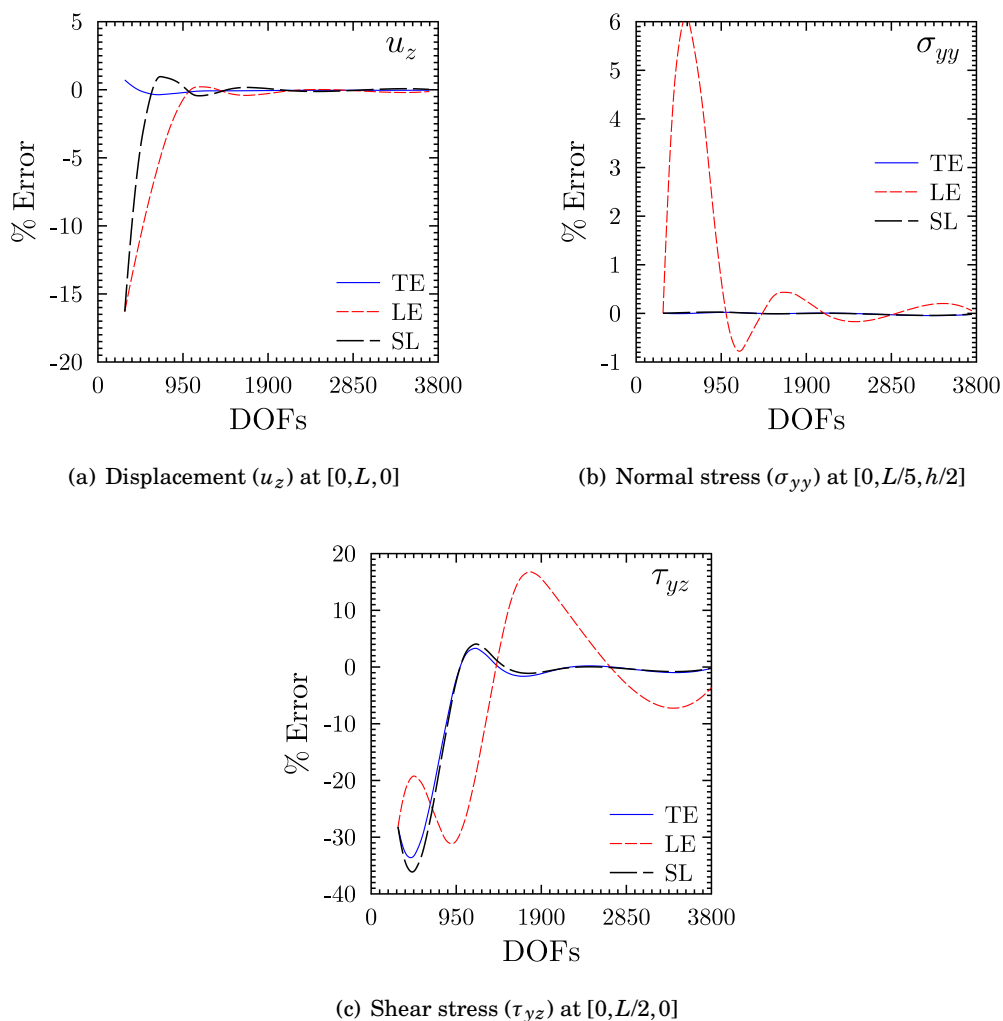 5
0
-5
-10
-15
-20
0 950 1900 2850 3800
% Error
DOFs
u_z
TE
LE
SL
(a) Displacement (u_z) at [0,L,0]
6
5
4
3
2
1
0
-1
0 950 1900 2850 3800
% Error
DOFs
σ_yy
TE
LE
SL
(b) Normal stress (σ_yy) at [0,L/5,h/2]
20
10
0
-10
-20
-30
-40
0 950 1900 2850 3800
% Error
DOFs
τ_yz
TE
LE
SL
(c) Shear stress (τ_yz) at [0,L/2,0]